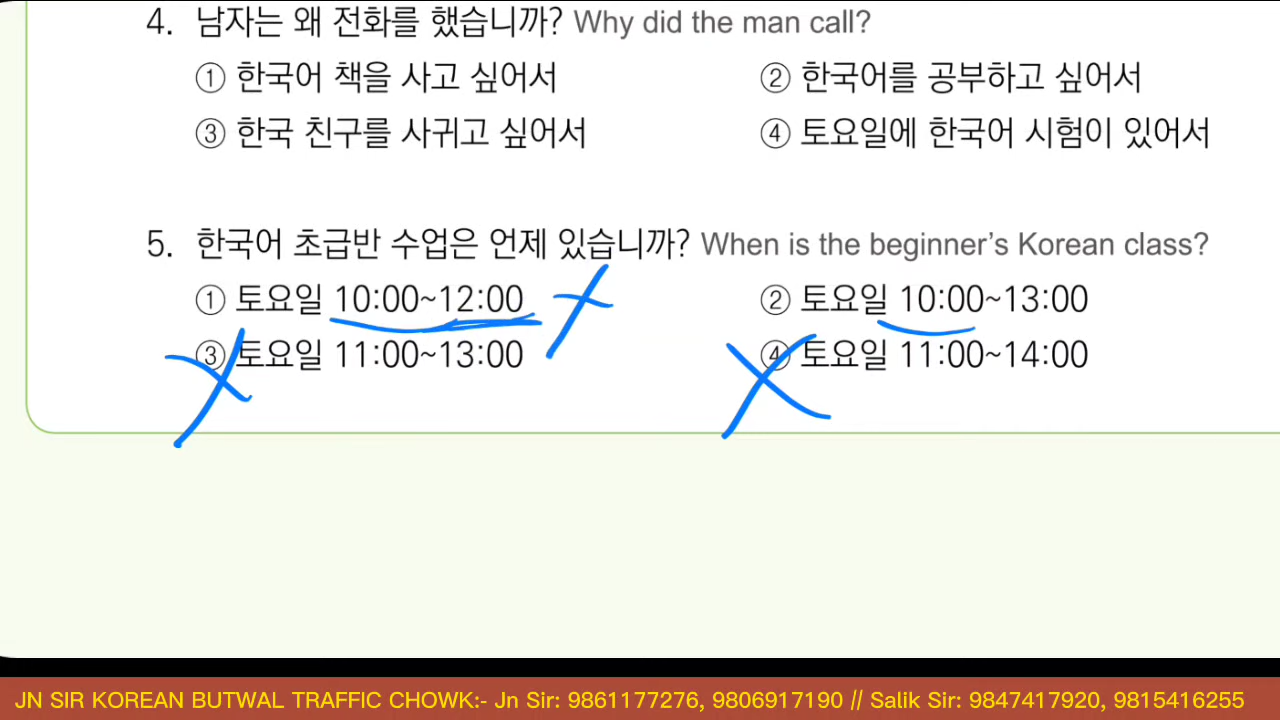 4. 남자는 왜 전화를 했습니까? Why did the man call?
① 한국어 책을 사고 싶어서 ② 한국어를 공부하고 싶어서
③ 한국 친구를 사귀고 싶어서 ④ 토요일에 한국어 시험이 있어서
5. 한국어 초급반 수업은 언제 있습니까? When is the beginner's Korean class?
① 토요일 10:00~12:00 ② 토요일 10:00~13:00
③ 토요일 11:00~13:00 ④ 토요일 11:00~14:00
JN SIR KOREAN BUTWAL TRAFFIC CHOWK:- Jn Sir: 9861177276, 9806917190 // Salik Sir: 9847417920, 9815416255